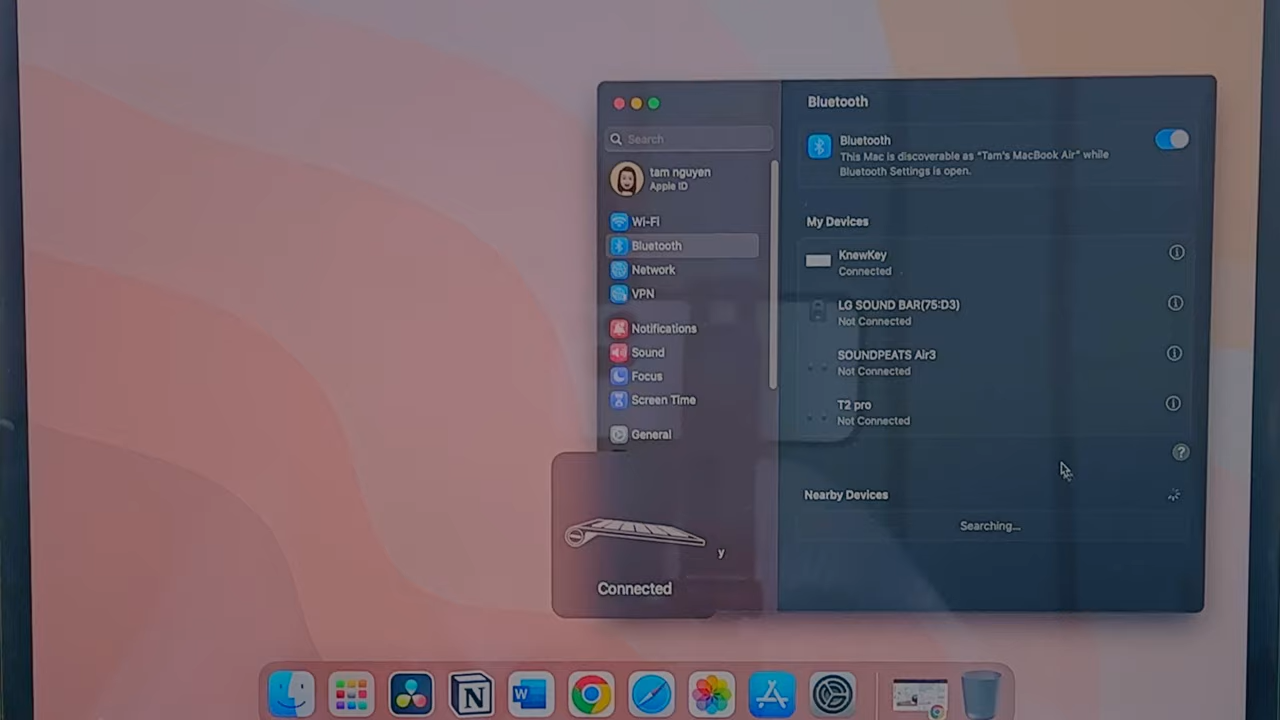 Bluetooth
Search
Bluetooth
This Mac is discoverable as "Tam's MacBook Air" while
Bluetooth Settings is open.
tam nguyen
Apple ID
Wi-Fi
Bluetooth
Network
VPN
Notifications
Sound
Focus
Screen Time
General
My Devices
KnewKey
Connected
LG SOUND BAR(75:D3)
Not Connected
SOUNDPEATS Air3
Not Connected
T2 pro
Not Connected
?
Nearby Devices
Searching...
y
Connected
N
W